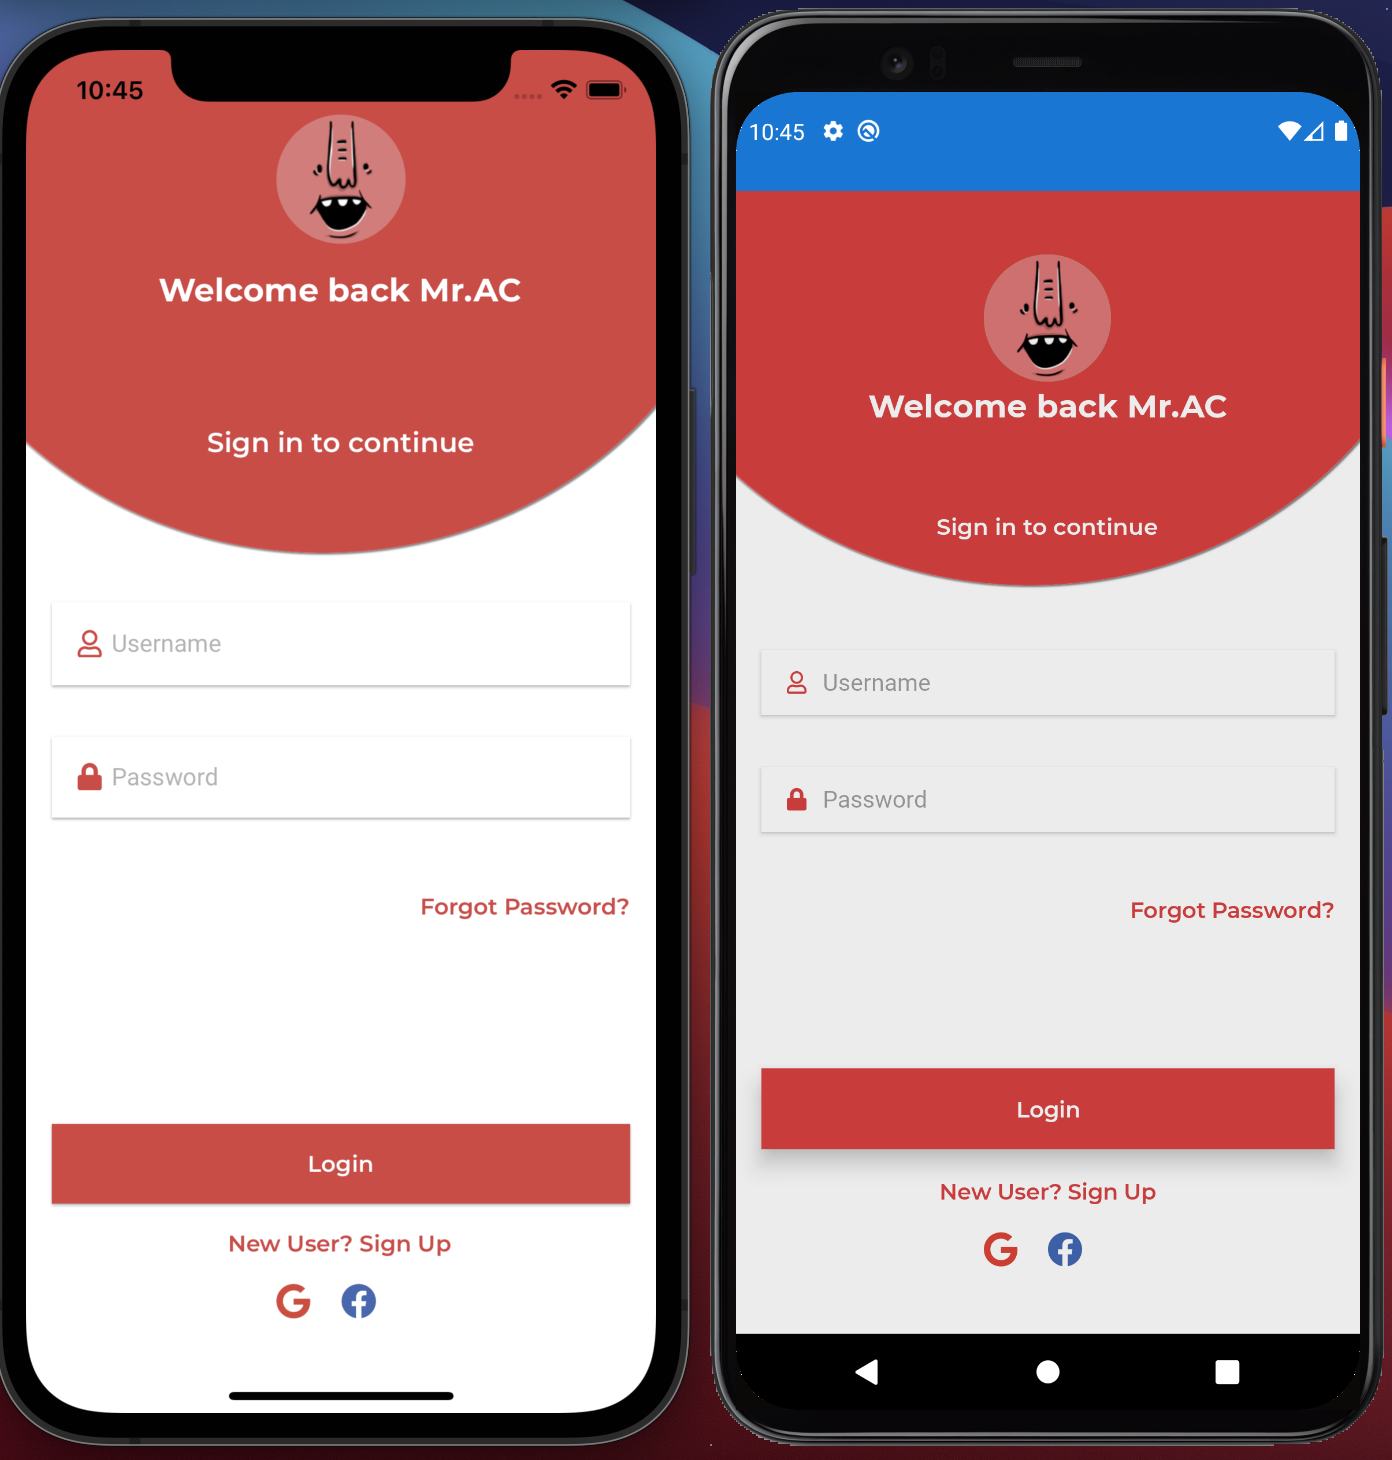 10:45
Welcome back Mr.AC
Sign in to continue
Username
Password
Forgot Password?
Login
New User? Sign Up
10:45
Welcome back Mr.AC
Sign in to continue
Username
Password
Forgot Password?
Login
New User? Sign Up